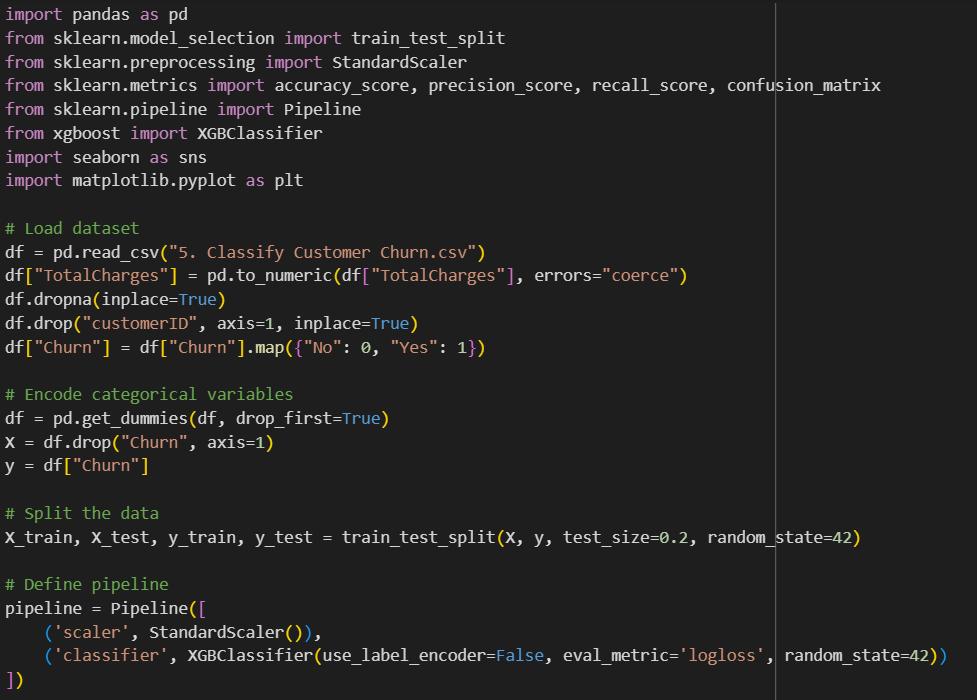 import pandas as pd
from sklearn.model_selection import train_test_split
from sklearn.preprocessing import StandardScaler
from sklearn.metrics import accuracy_score, precision_score, recall_score, confusion_matrix
from sklearn.pipeline import Pipeline
from xgboost import XGBClassifier
import seaborn as sns
import matplotlib.pyplot as plt

# Load dataset
df = pd.read_csv("5. Classify Customer Churn.csv")
df["TotalCharges"] = pd.to_numeric(df["TotalCharges"], errors="coerce")
df.dropna(inplace=True)
df.drop("customerID", axis=1, inplace=True)
df["Churn"] = df["Churn"].map({"No": 0, "Yes": 1})

# Encode categorical variables
df = pd.get_dummies(df, drop_first=True)
X = df.drop("Churn", axis=1)
y = df["Churn"]

# Split the data
X_train, X_test, y_train, y_test = train_test_split(X, y, test_size=0.2, random_state=42)

# Define pipeline
pipeline = Pipeline([
    ('scaler', StandardScaler()),
    ('classifier', XGBClassifier(use_label_encoder=False, eval_metric='logloss', random_state=42))
])